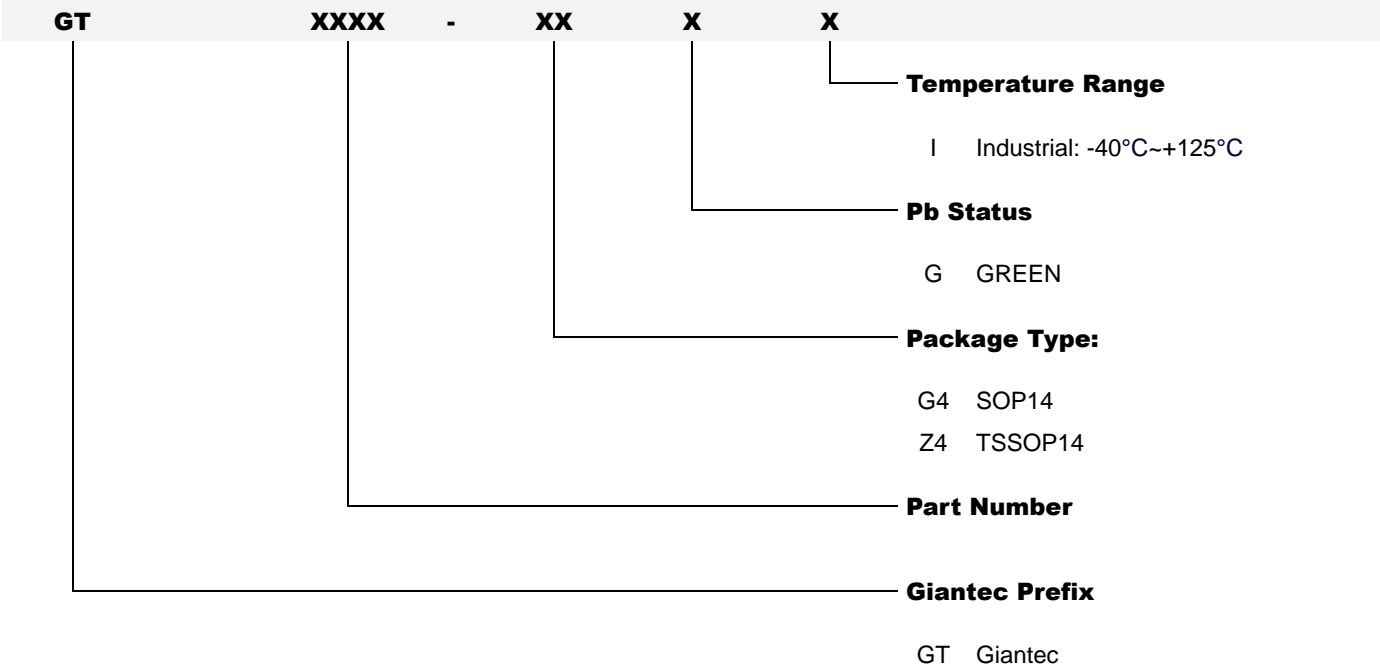 GT XXXX - XX X X
Temperature Range
I Industrial: -40°C~+125°C
Pb Status
G GREEN
Package Type:
G4 SOP14
Z4 TSSOP14
Part Number
Giantec Prefix
GT Giantec